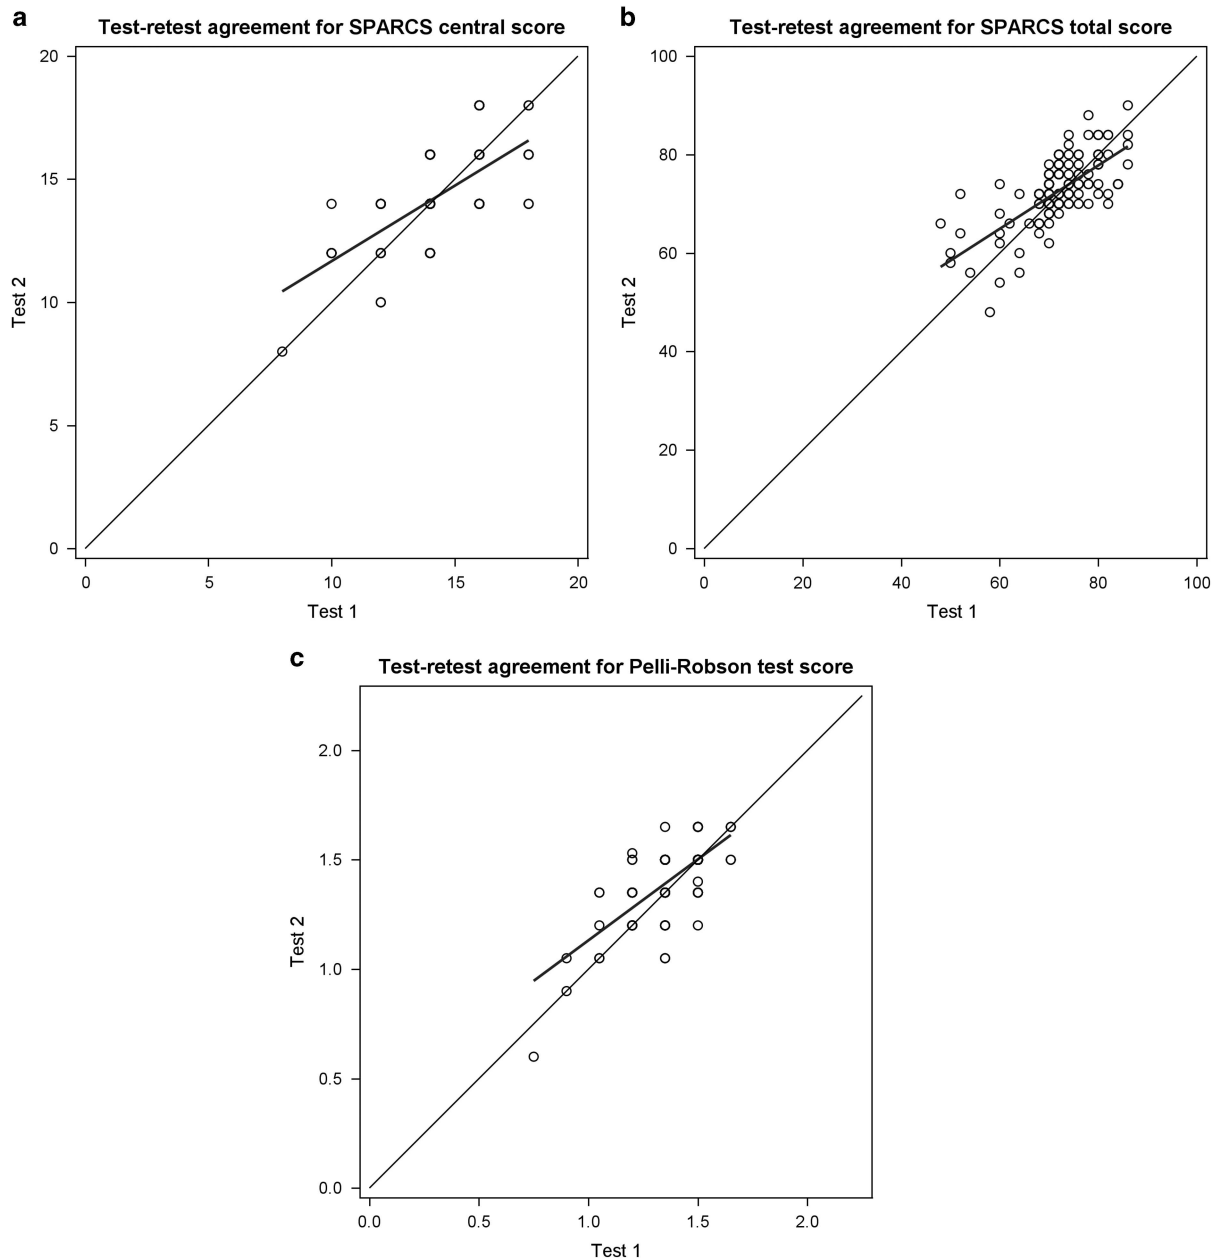 a
Test-retest agreement for SPARCS central score
20
15
10
5
0
Test 2
0 5 10 15 20
Test 1
b
Test-retest agreement for SPARCS total score
100
80
60
40
20
0
Test 2
0 20 40 60 80 100
Test 1
c
Test-retest agreement for Pelli-Robson test score
2.0
1.5
1.0
0.5
0.0
Test 2
0.0 0.5 1.0 1.5 2.0
Test 1